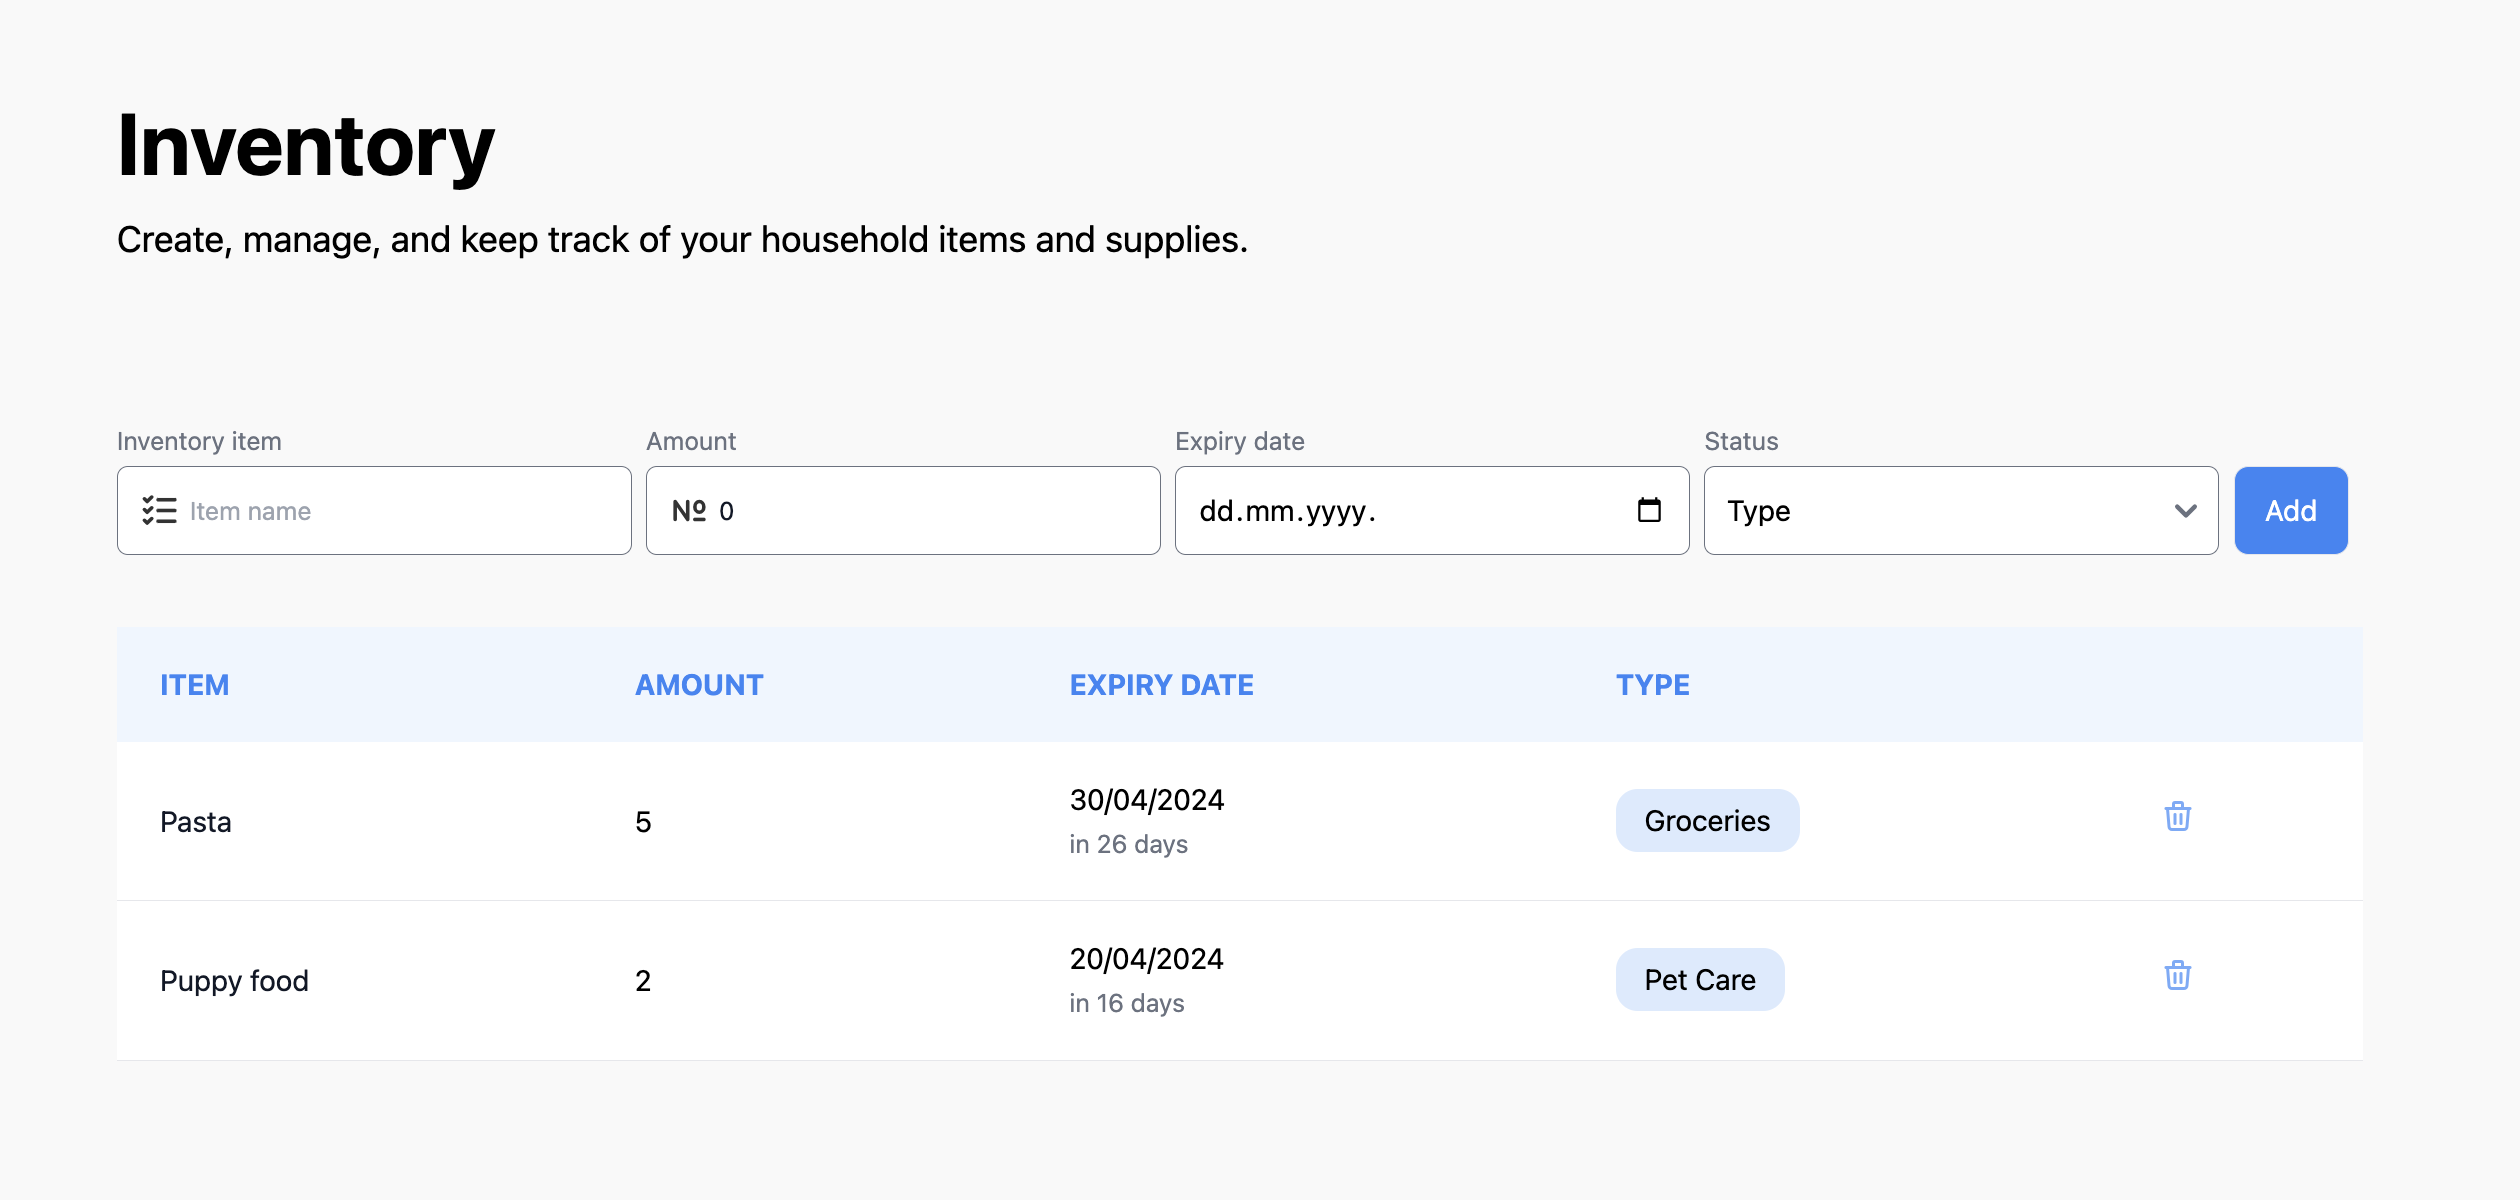 Inventory
Create, manage, and keep track of your household items and supplies.
Inventory item Amount Expiry date Status
Item name № 0 dd.mm.yyyy. Type Add
ITEM AMOUNT EXPIRY DATE TYPE
Pasta 5 30/04/2024 Groceries
in 26 days
Puppy food 2 20/04/2024 Pet Care
in 16 days